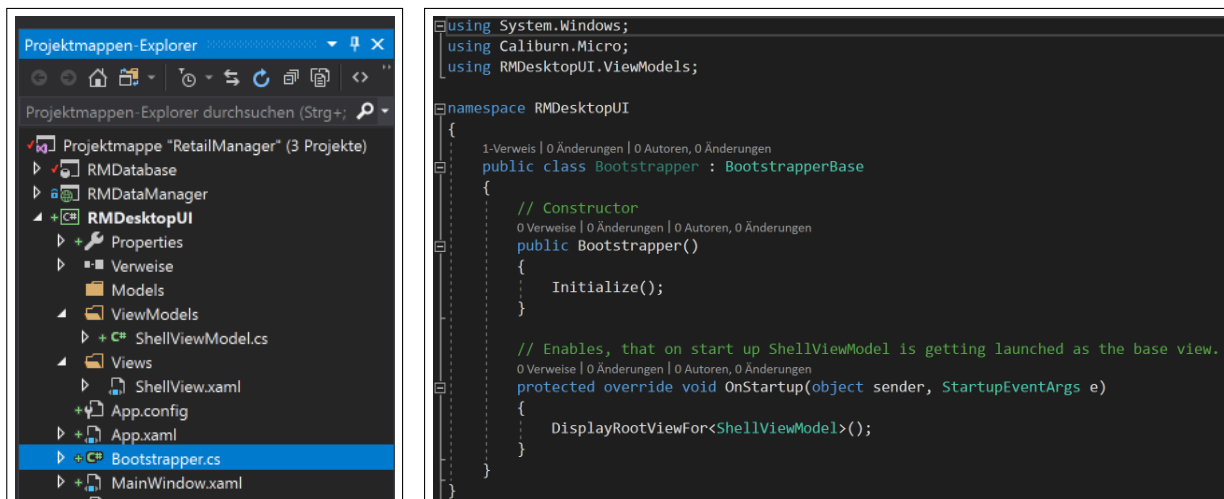 Projektmappen-Explorer
Projektmappen-Explorer durchsuchen (Strg+;
Projektmappe "RetailManager" (3 Projekte)
RMDatabase
RMDataManager
RMDesktopUI
Properties
Verweise
Models
ViewModels
ShellViewModel.cs
Views
ShellView.xaml
App.config
App.xaml
Bootstrapper.cs
MainWindow.xaml
using System.Windows;
using Caliburn.Micro;
using RMDesktopUI.ViewModels;
namespace RMDesktopUI
{
1-Verweis | 0 Änderungen | 0 Autoren, 0 Änderungen
public class Bootstrapper : BootstrapperBase
{
// Constructor
0 Verweise | 0 Änderungen | 0 Autoren, 0 Änderungen
public Bootstrapper()
{
Initialize();
}
// Enables, that on start up ShellViewModel is getting launched as the base view.
0 Verweise | 0 Änderungen | 0 Autoren, 0 Änderungen
protected override void OnStartup(object sender, StartupEventArgs e)
{
DisplayRootViewFor<ShellViewModel>();
}
}
}